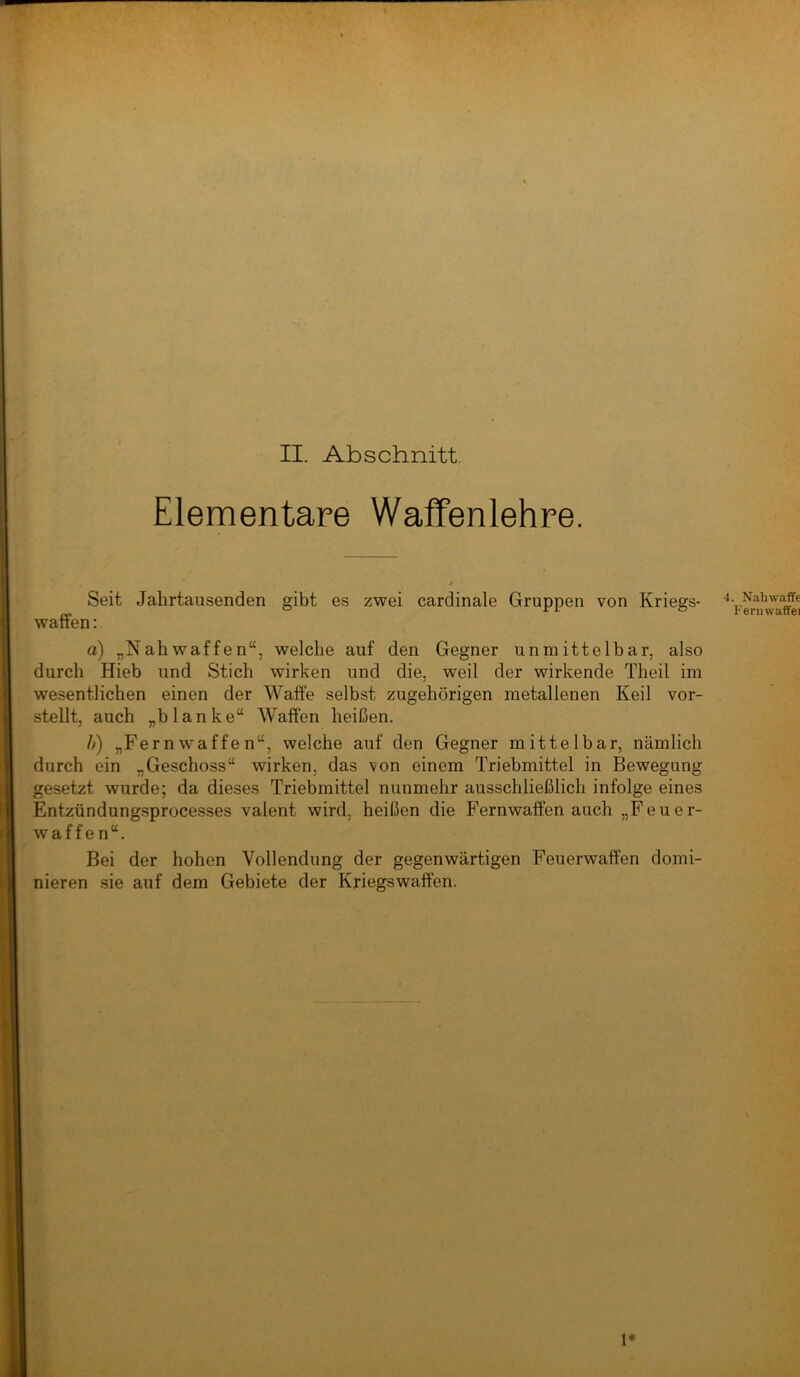 II. Abschnitt.
Elementare Waffenlehre.
Seit Jahrtausenden gibt es zwei cardinale Gruppen von Kriegs-
waffen:
4. Nahwaffe
Fernwaffe
a) „Nahwaffen“, welche auf den Gegner unmittelbar, also
durch Hieb und Stich wirken und die, weil der wirkende Theil im
wesentlichen einen der Waffe selbst zugehörigen metallenen Keil vor-
stellt, auch „blanke“ Waffen heißen.
b) „Fernwaffen“, welche auf den Gegner mittelbar, nämlich
durch ein „Geschoss“ wirken, das von einem Triebmittel in Bewegung
gesetzt wurde; da dieses Triebmittel nunmehr ausschließlich infolge eines
Entzündungsprocesses valent wird, heißen die Fernwaffen auch „Feuer-
waffen“.
Bei der hohen Vollendung der gegenwärtigen Feuerwaffen domi-
nieren sie auf dem Gebiete der Kriegswaffen.
1*